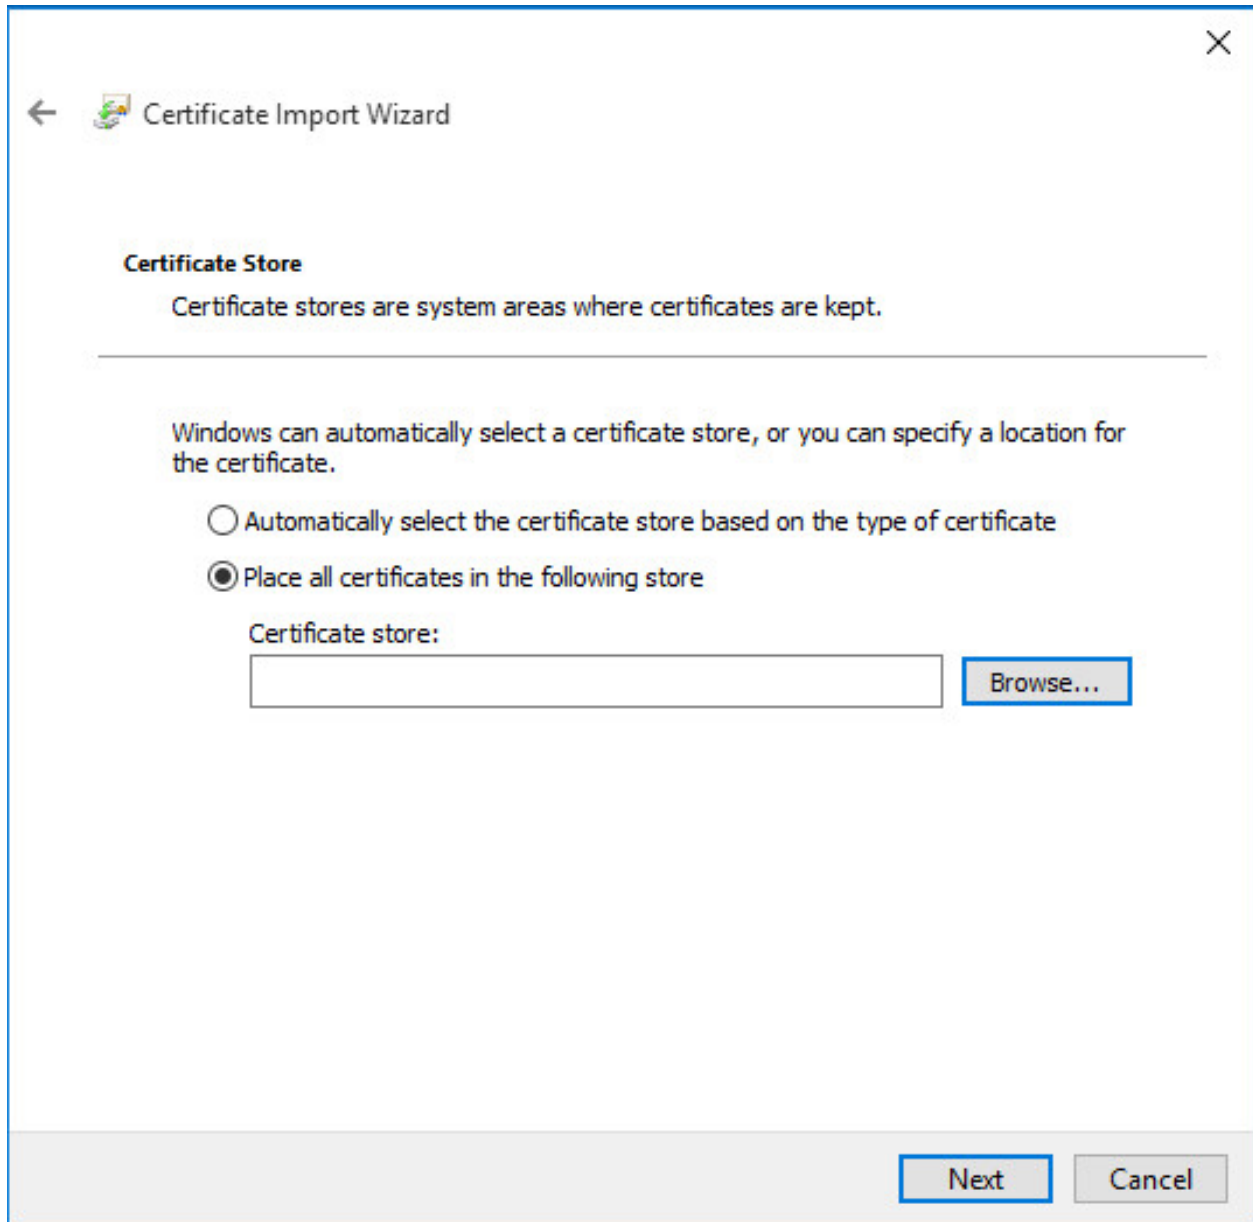 Certificate Import Wizard
Certificate Store
Certificate stores are system areas where certificates are kept.
Windows can automatically select a certificate store, or you can specify a location for
the certificate.
Automatically select the certificate store based on the type of certificate
Place all certificates in the following store
Certificate store:
Browse...
Next
Cancel